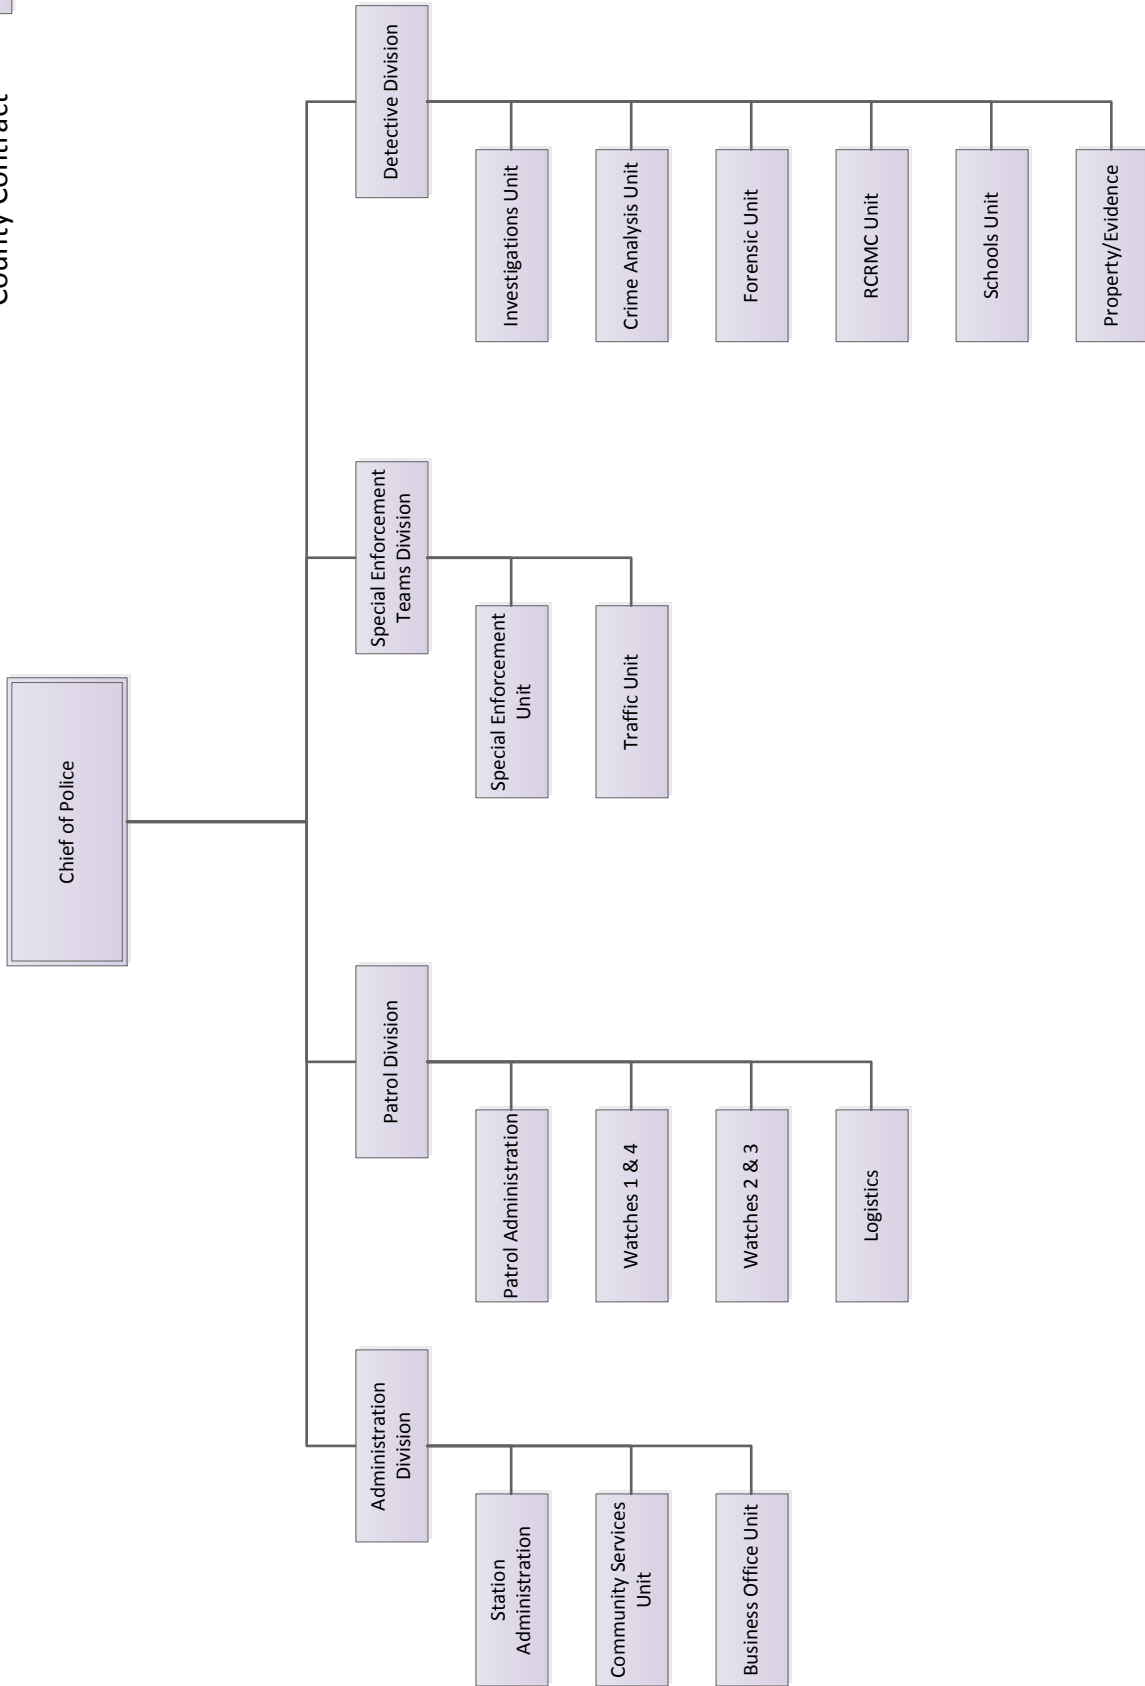 County Contract
Chief of Police
Administration
Division
Station
Administration
Community Services
Unit
Business Office Unit
Patrol Division
Patrol Administration
Watches 1 & 4
Watches 2 & 3
Logistics
Special Enforcement
Teams Division
Special Enforcement
Unit
Traffic Unit
Detective Division
Investigations Unit
Crime Analysis Unit
Forensic Unit
RCRMC Unit
Schools Unit
Property/Evidence